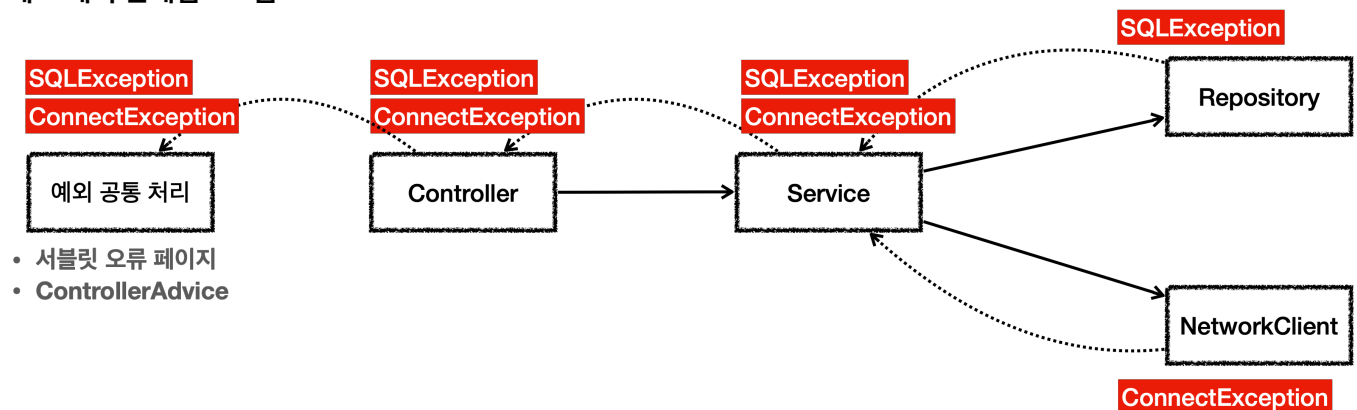 SQLException
SQLException
ConnectException
SQLException
ConnectException
SQLException
ConnectException
Repository
예외 공통 처리
Controller
Service
• 서블릿 오류 페이지
• ControllerAdvice
NetworkClient
ConnectException